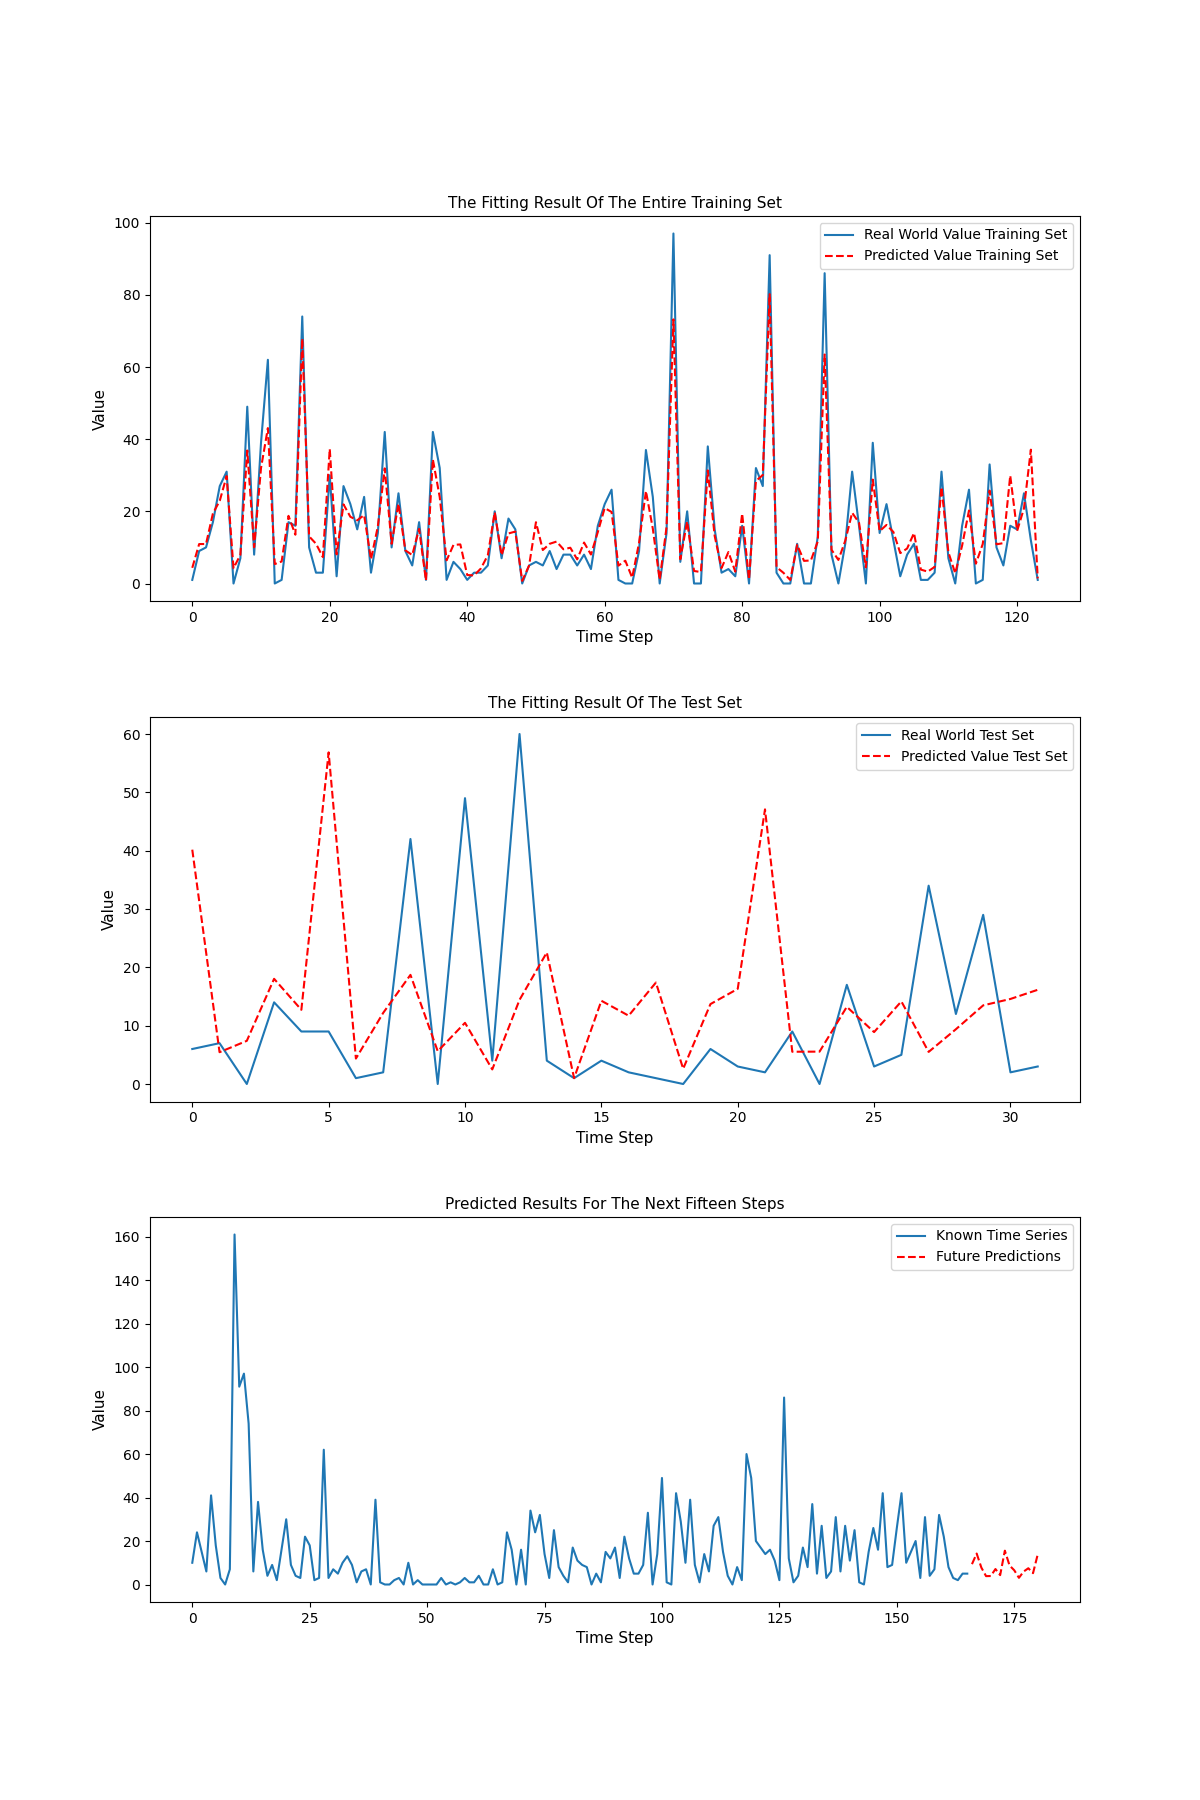 The Fitting Result Of The Entire Training Set
100
80
60
40
20
0
Value
Real World Value Training Set
Predicted Value Training Set
0 20 40 60 80 100 120
Time Step
The Fitting Result Of The Test Set
60
50
40
30
20
10
0
Value
Real World Test Set
Predicted Value Test Set
0 5 10 15 20 25 30
Time Step
Predicted Results For The Next Fifteen Steps
160
140
120
100
80
60
40
20
0
Value
Known Time Series
Future Predictions
0 25 50 75 100 125 150 175
Time Step